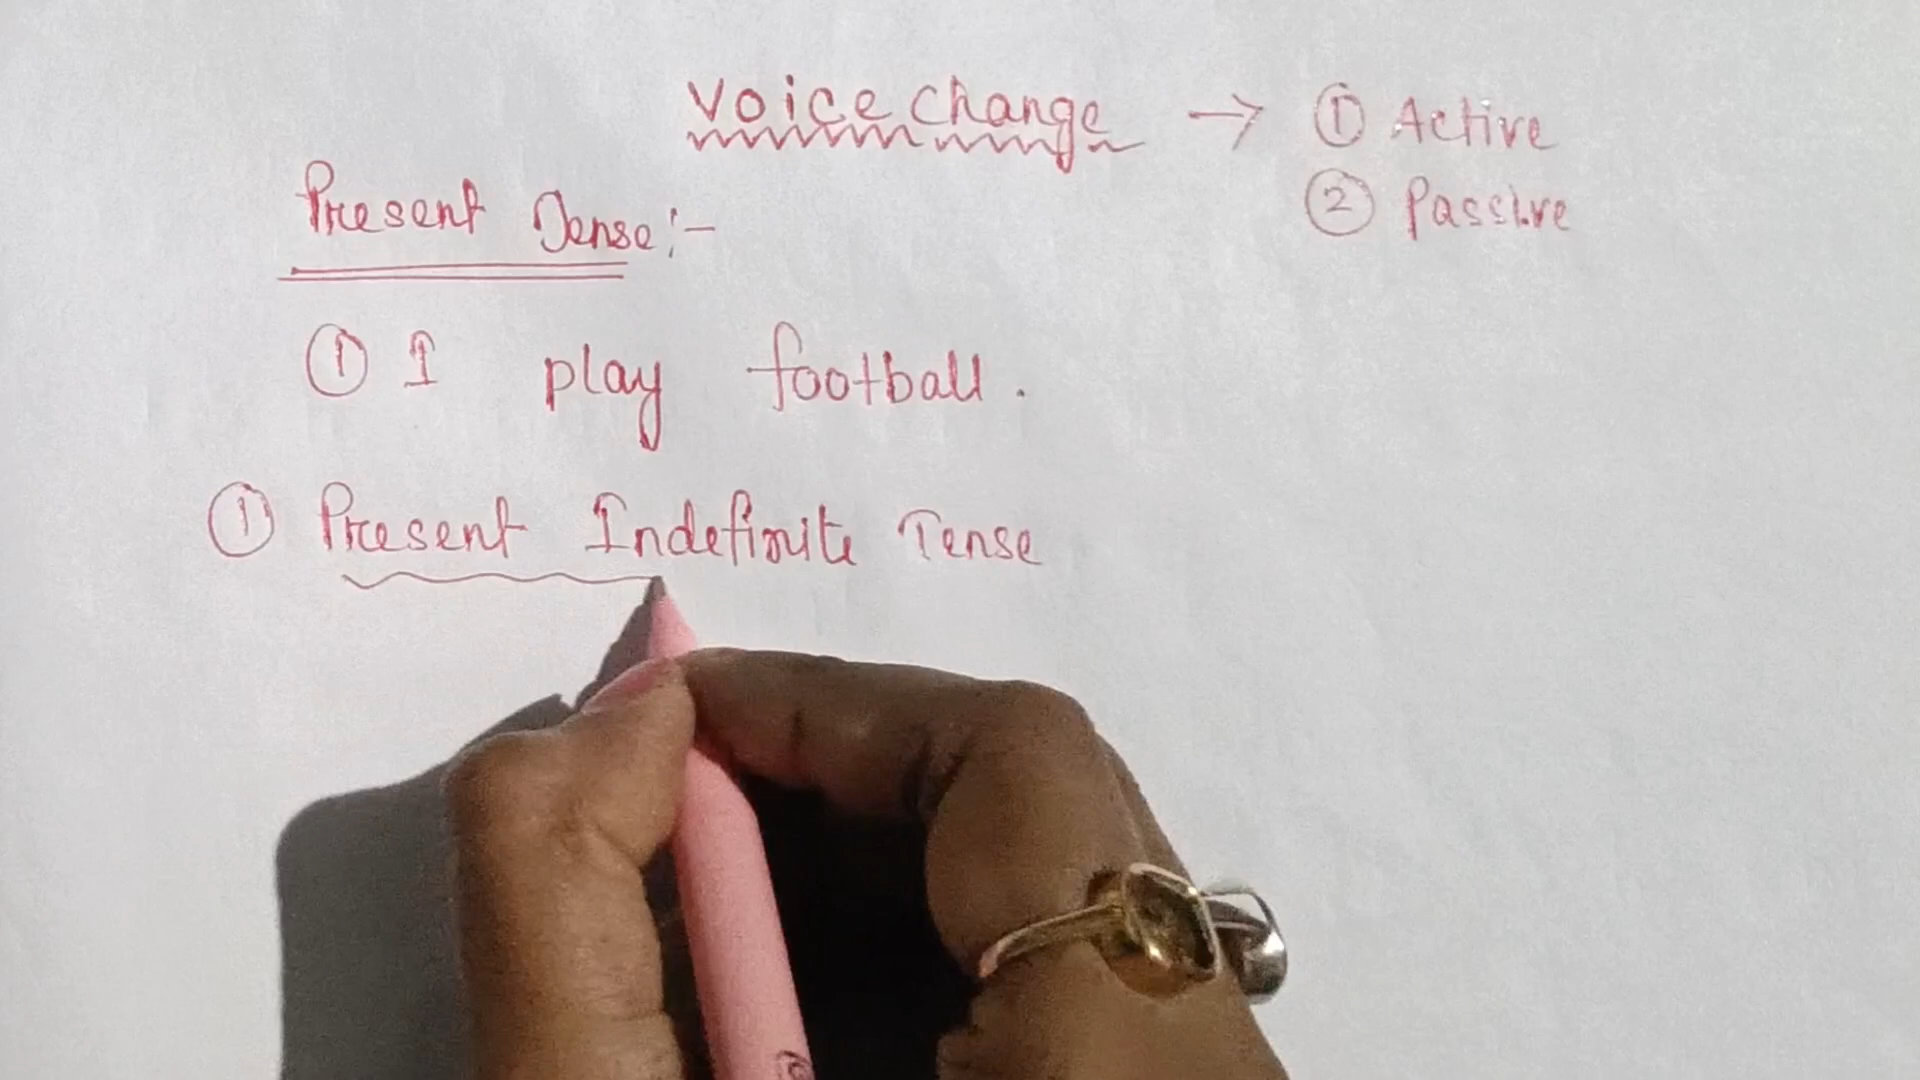 Voice Change → ① Active
② Passive
Present Tense:-
① I play football.
① Present Indefinite Tense